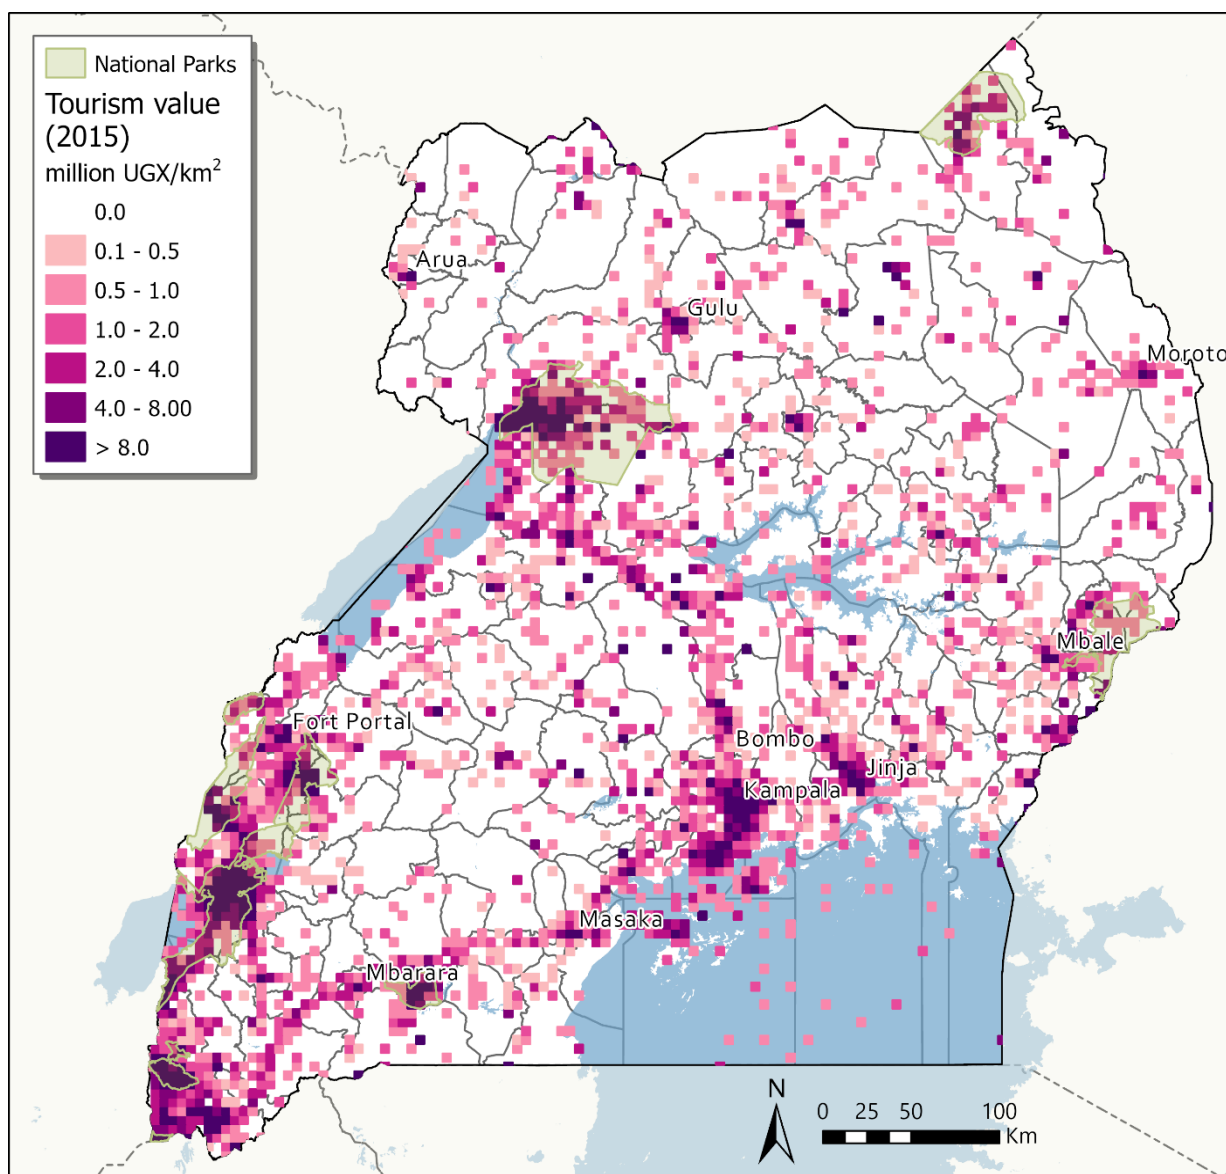 National Parks
Tourism value
(2015)
million UGX/km²
0.0
0.1 - 0.5
0.5 - 1.0
1.0 - 2.0
2.0 - 4.0
4.0 - 8.00
> 8.0
Arua
Gulu
Moroto
Mbale
Fort Portal
Bombo
Jinja
Kampala
Masaka
Mbarara
N
0 25 50 100
Km